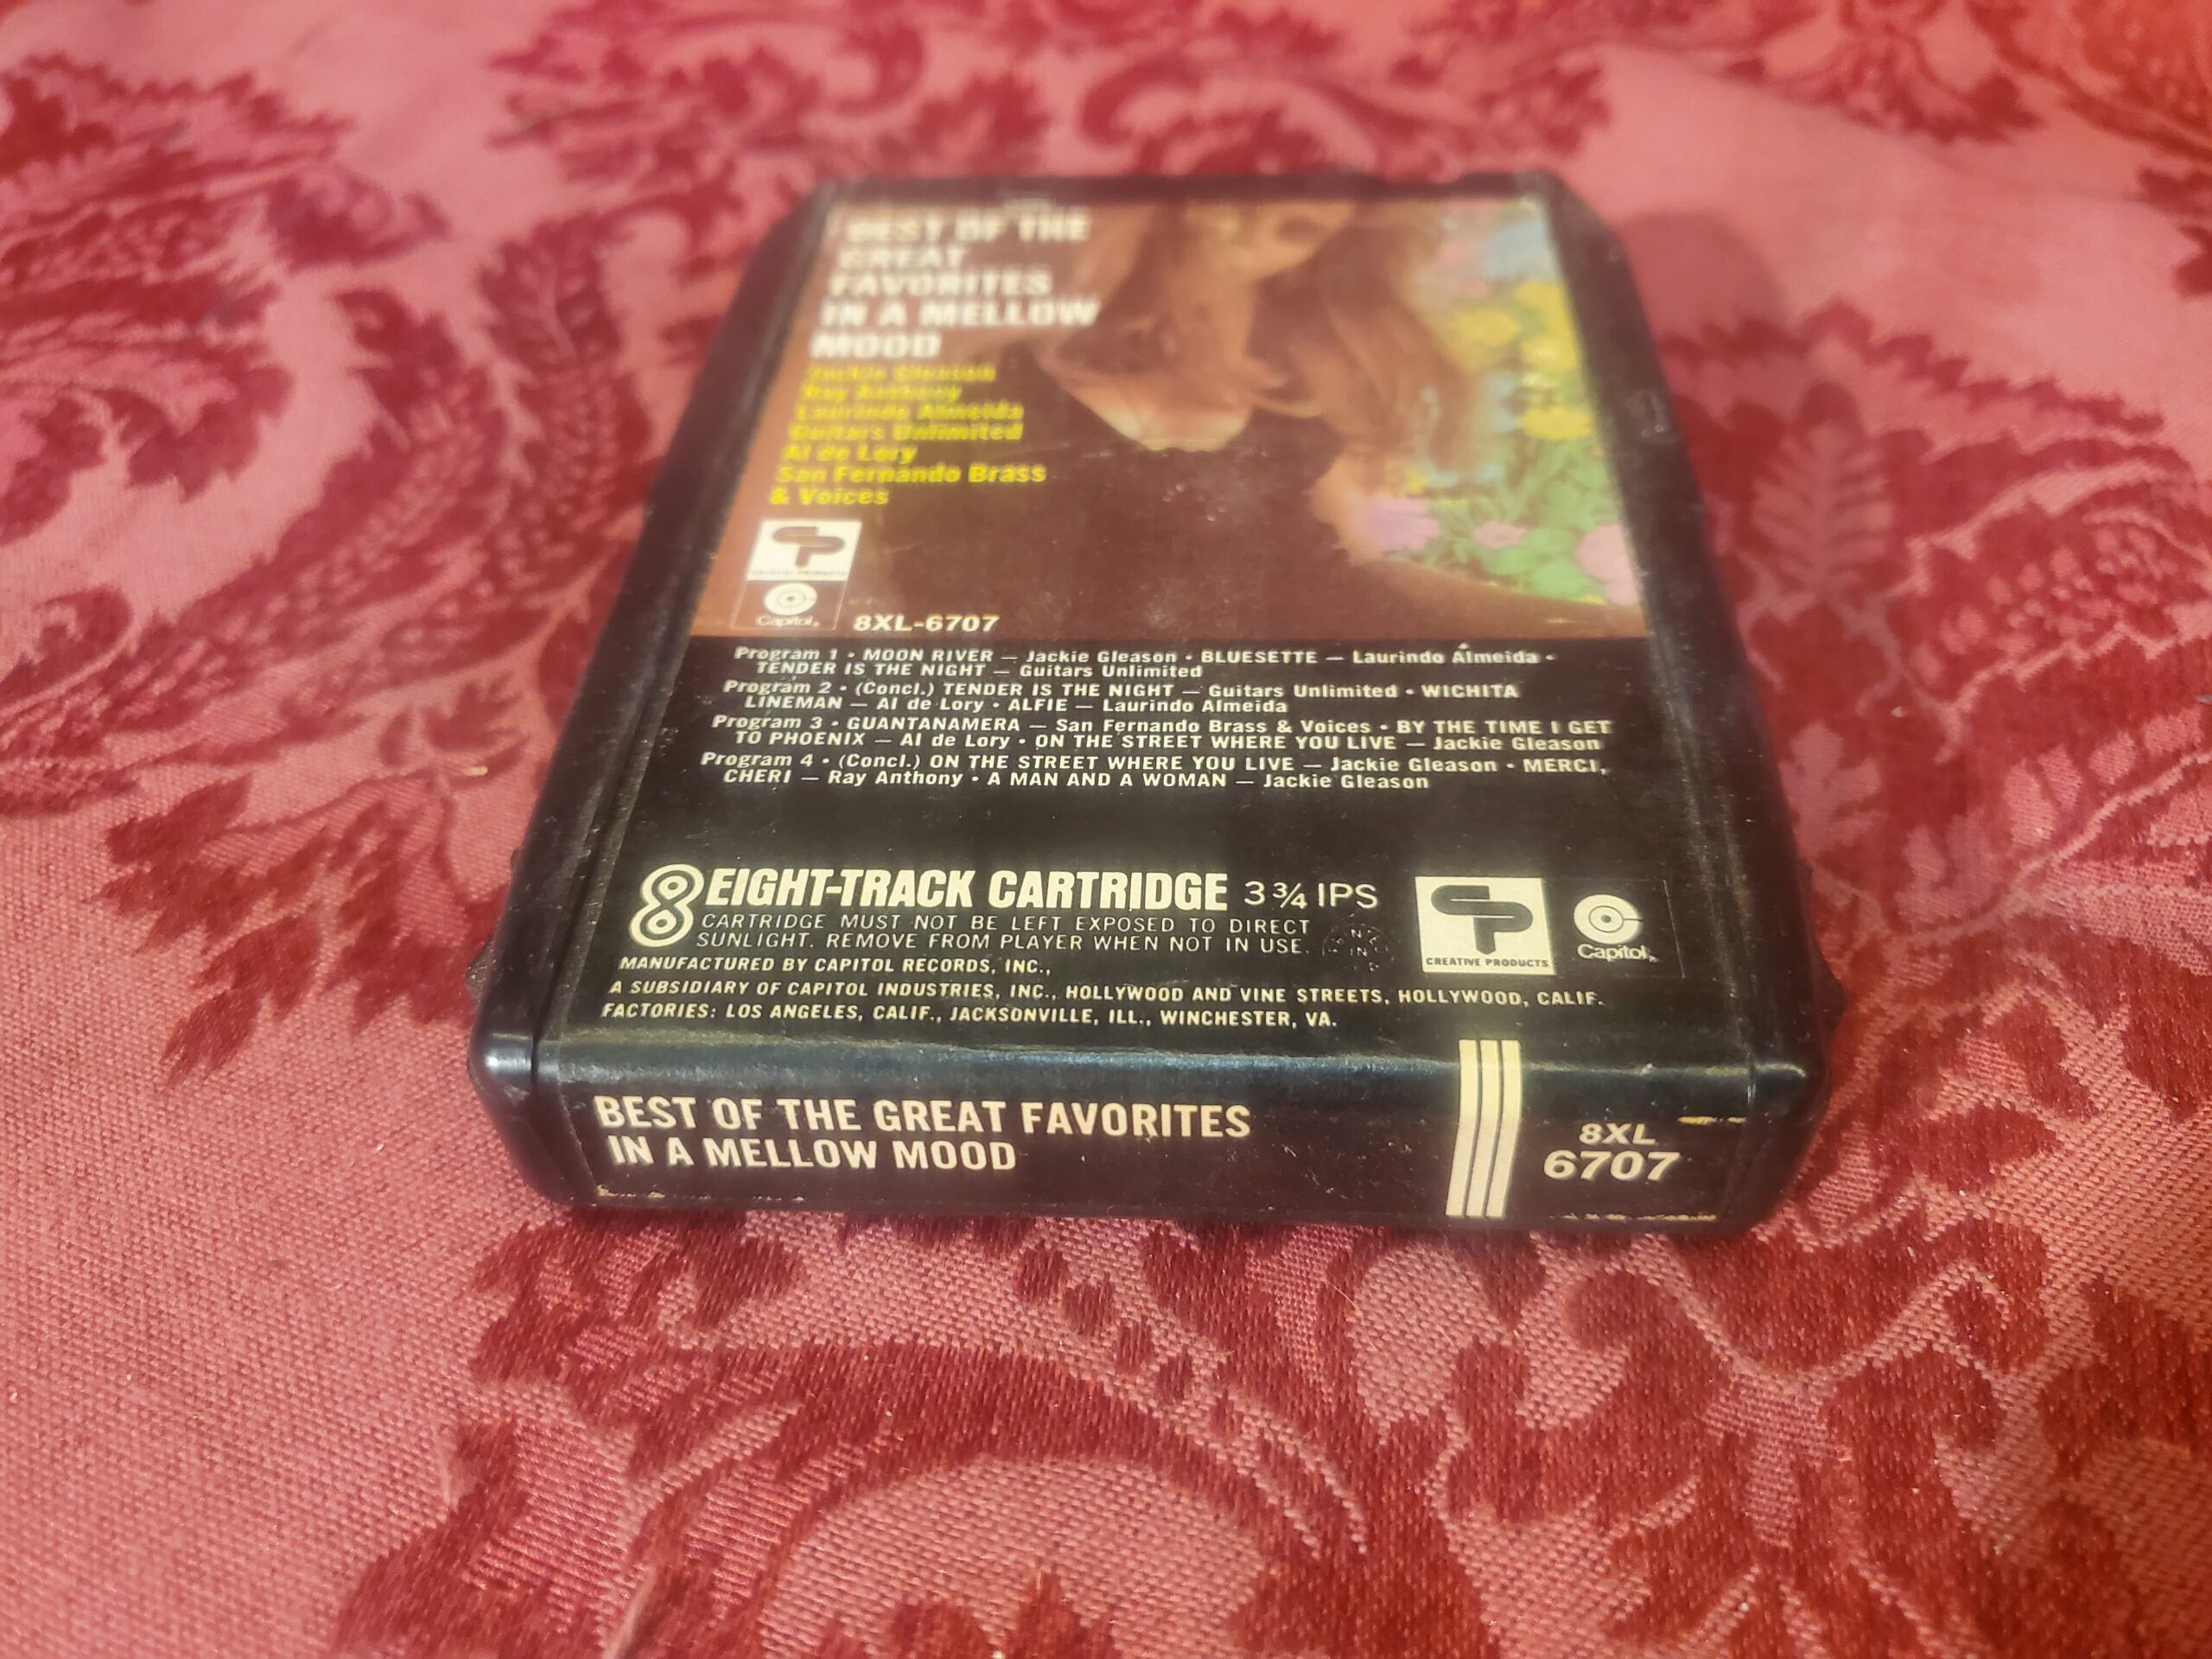 BEST OF THE
GREAT
FAVORITES
IN A MELLOW
MOOD
Jackie Gleason
Ray Anthony
Laurindo Almeida
Guitars Unlimited
Al de Lory
San Fernando Brass
& Voices
CP
CREATIVE PRODUCTS
Capitol®
8XL-6707
Program 1 • MOON RIVER — Jackie Gleason • BLUESETTE — Laurindo Almeida •
TENDER IS THE NIGHT — Guitars Unlimited
Program 2 • (Concl.) TENDER IS THE NIGHT — Guitars Unlimited • WICHITA
LINEMAN — Al de Lory • ALFIE — Laurindo Almeida
Program 3 • GUANTANAMERA — San Fernando Brass & Voices • BY THE TIME I GET
TO PHOENIX — Al de Lory • ON THE STREET WHERE YOU LIVE — Jackie Gleason
Program 4 • (Concl.) ON THE STREET WHERE YOU LIVE — Jackie Gleason • MERCI,
CHERI — Ray Anthony • A MAN AND A WOMAN — Jackie Gleason
8 EIGHT-TRACK CARTRIDGE 3 ¾ IPS
CARTRIDGE MUST NOT BE LEFT EXPOSED TO DIRECT
SUNLIGHT. REMOVE FROM PLAYER WHEN NOT IN USE.
CP
CREATIVE PRODUCTS
Capitol®
MANUFACTURED BY CAPITOL RECORDS, INC.,
A SUBSIDIARY OF CAPITOL INDUSTRIES, INC., HOLLYWOOD AND VINE STREETS, HOLLYWOOD, CALIF.
FACTORIES: LOS ANGELES, CALIF., JACKSONVILLE, ILL., WINCHESTER, VA.
BEST OF THE GREAT FAVORITES
IN A MELLOW MOOD
8XL
6707